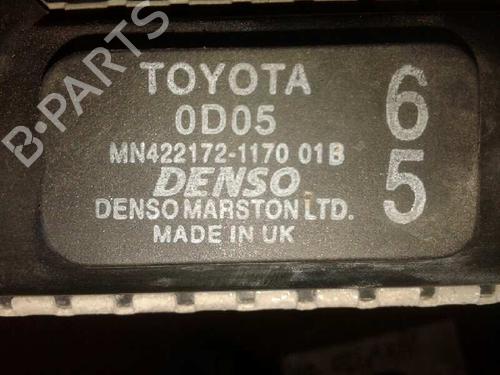 TOYOTA
0D05
MN422172-1170 01B
DENSO
DENSO MARSTON LTD.
MADE IN UK
6
5
B-PARTS